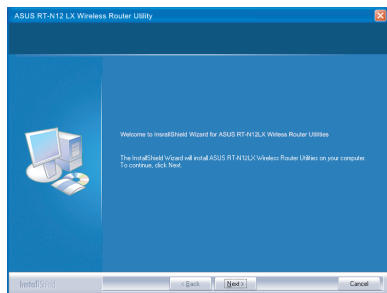 ASUS RT-N12 LX Wireless Router Utility
Welcome to InsrallShield Wizard for ASUS RT-N12LX Wirless Router Utilities
The InstallShield Wizard will install ASUS RT-N12LX Wireless Router Utilities on your computer.
To continue, click Next.
InstallShield
< Back
Next >
Cancel